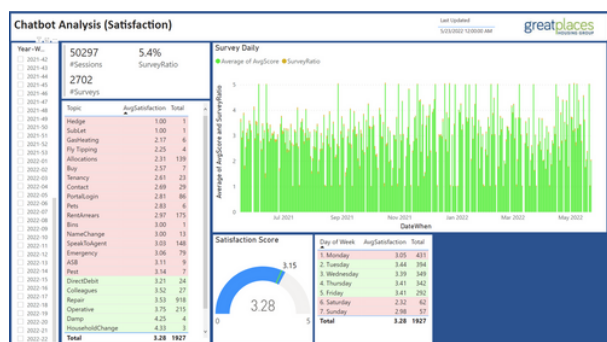 Chatbot Analysis (Satisfaction)
Last Updated
5/23/2022 12:00:00 AM
greatplaces
HOUSING GROUP
Year-W...
2021-42
2021-43
2021-44
2021-45
2021-46
2021-47
2021-48
2021-49
2021-50
2021-51
2021-52
2021-53
2022-01
2022-02
2022-03
2022-04
2022-05
2022-06
2022-07
2022-08
2022-09
2022-10
2022-11
2022-12
2022-13
2022-14
2022-15
2022-16
2022-17
2022-18
2022-19
2022-20
2022-21
2022-22
50297
#Sessions
5.4%
SurveyRatio
2702
#Surveys
Topic AvgSatisfaction Total
Hedge 1.00 1
SubLet 1.00 1
GasHeating 2.17 6
Fly Tipping 2.25 4
Allocations 2.31 139
Buy 2.57 7
Tenancy 2.61 23
Contact 2.69 29
PortalLogin 2.81 86
Pets 2.83 6
RentArrears 2.97 175
Bins 3.00 1
NameChange 3.00 13
SpeakToAgent 3.03 148
Emergency 3.06 79
ASB 3.11 9
Pest 3.14 7
DirectDebit 3.21 24
Colleagues 3.52 27
Repair 3.53 918
Operative 3.75 215
Damp 4.25 4
HouseholdChange 4.33 3
Total 3.28 1927
Survey Daily
Average of AvgScore SurveyRatio
Average of AvgScore and SurveyRatio
5
4
3
2
1
0
Jul 2021 Sep 2021 Nov 2021 Jan 2022 Mar 2022 May 2022
DateWhen
Satisfaction Score
3.15
3.28
0 5
Day of Week AvgSatisfaction Total
1. Monday 3.05 431
2. Tuesday 3.44 394
3. Wednesday 3.39 349
4. Thursday 3.41 342
5. Friday 3.41 292
6. Saturday 2.32 62
7. Sunday 2.98 57
Total 3.28 1927